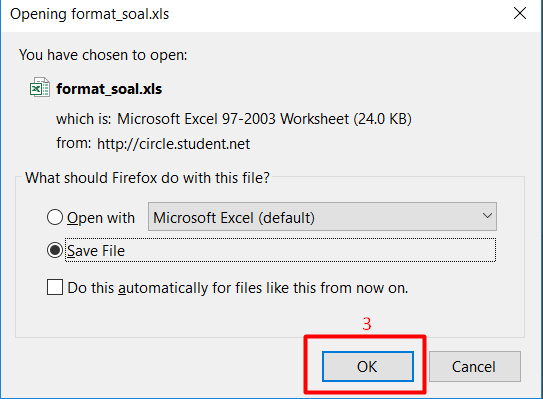 Opening format_soal.xls
You have chosen to open:
format_soal.xls
which is: Microsoft Excel 97-2003 Worksheet (24.0 KB)
from: http://circle.student.net
What should Firefox do with this file?
Open with Microsoft Excel (default)
Save File
Do this automatically for files like this from now on.
3
OK Cancel